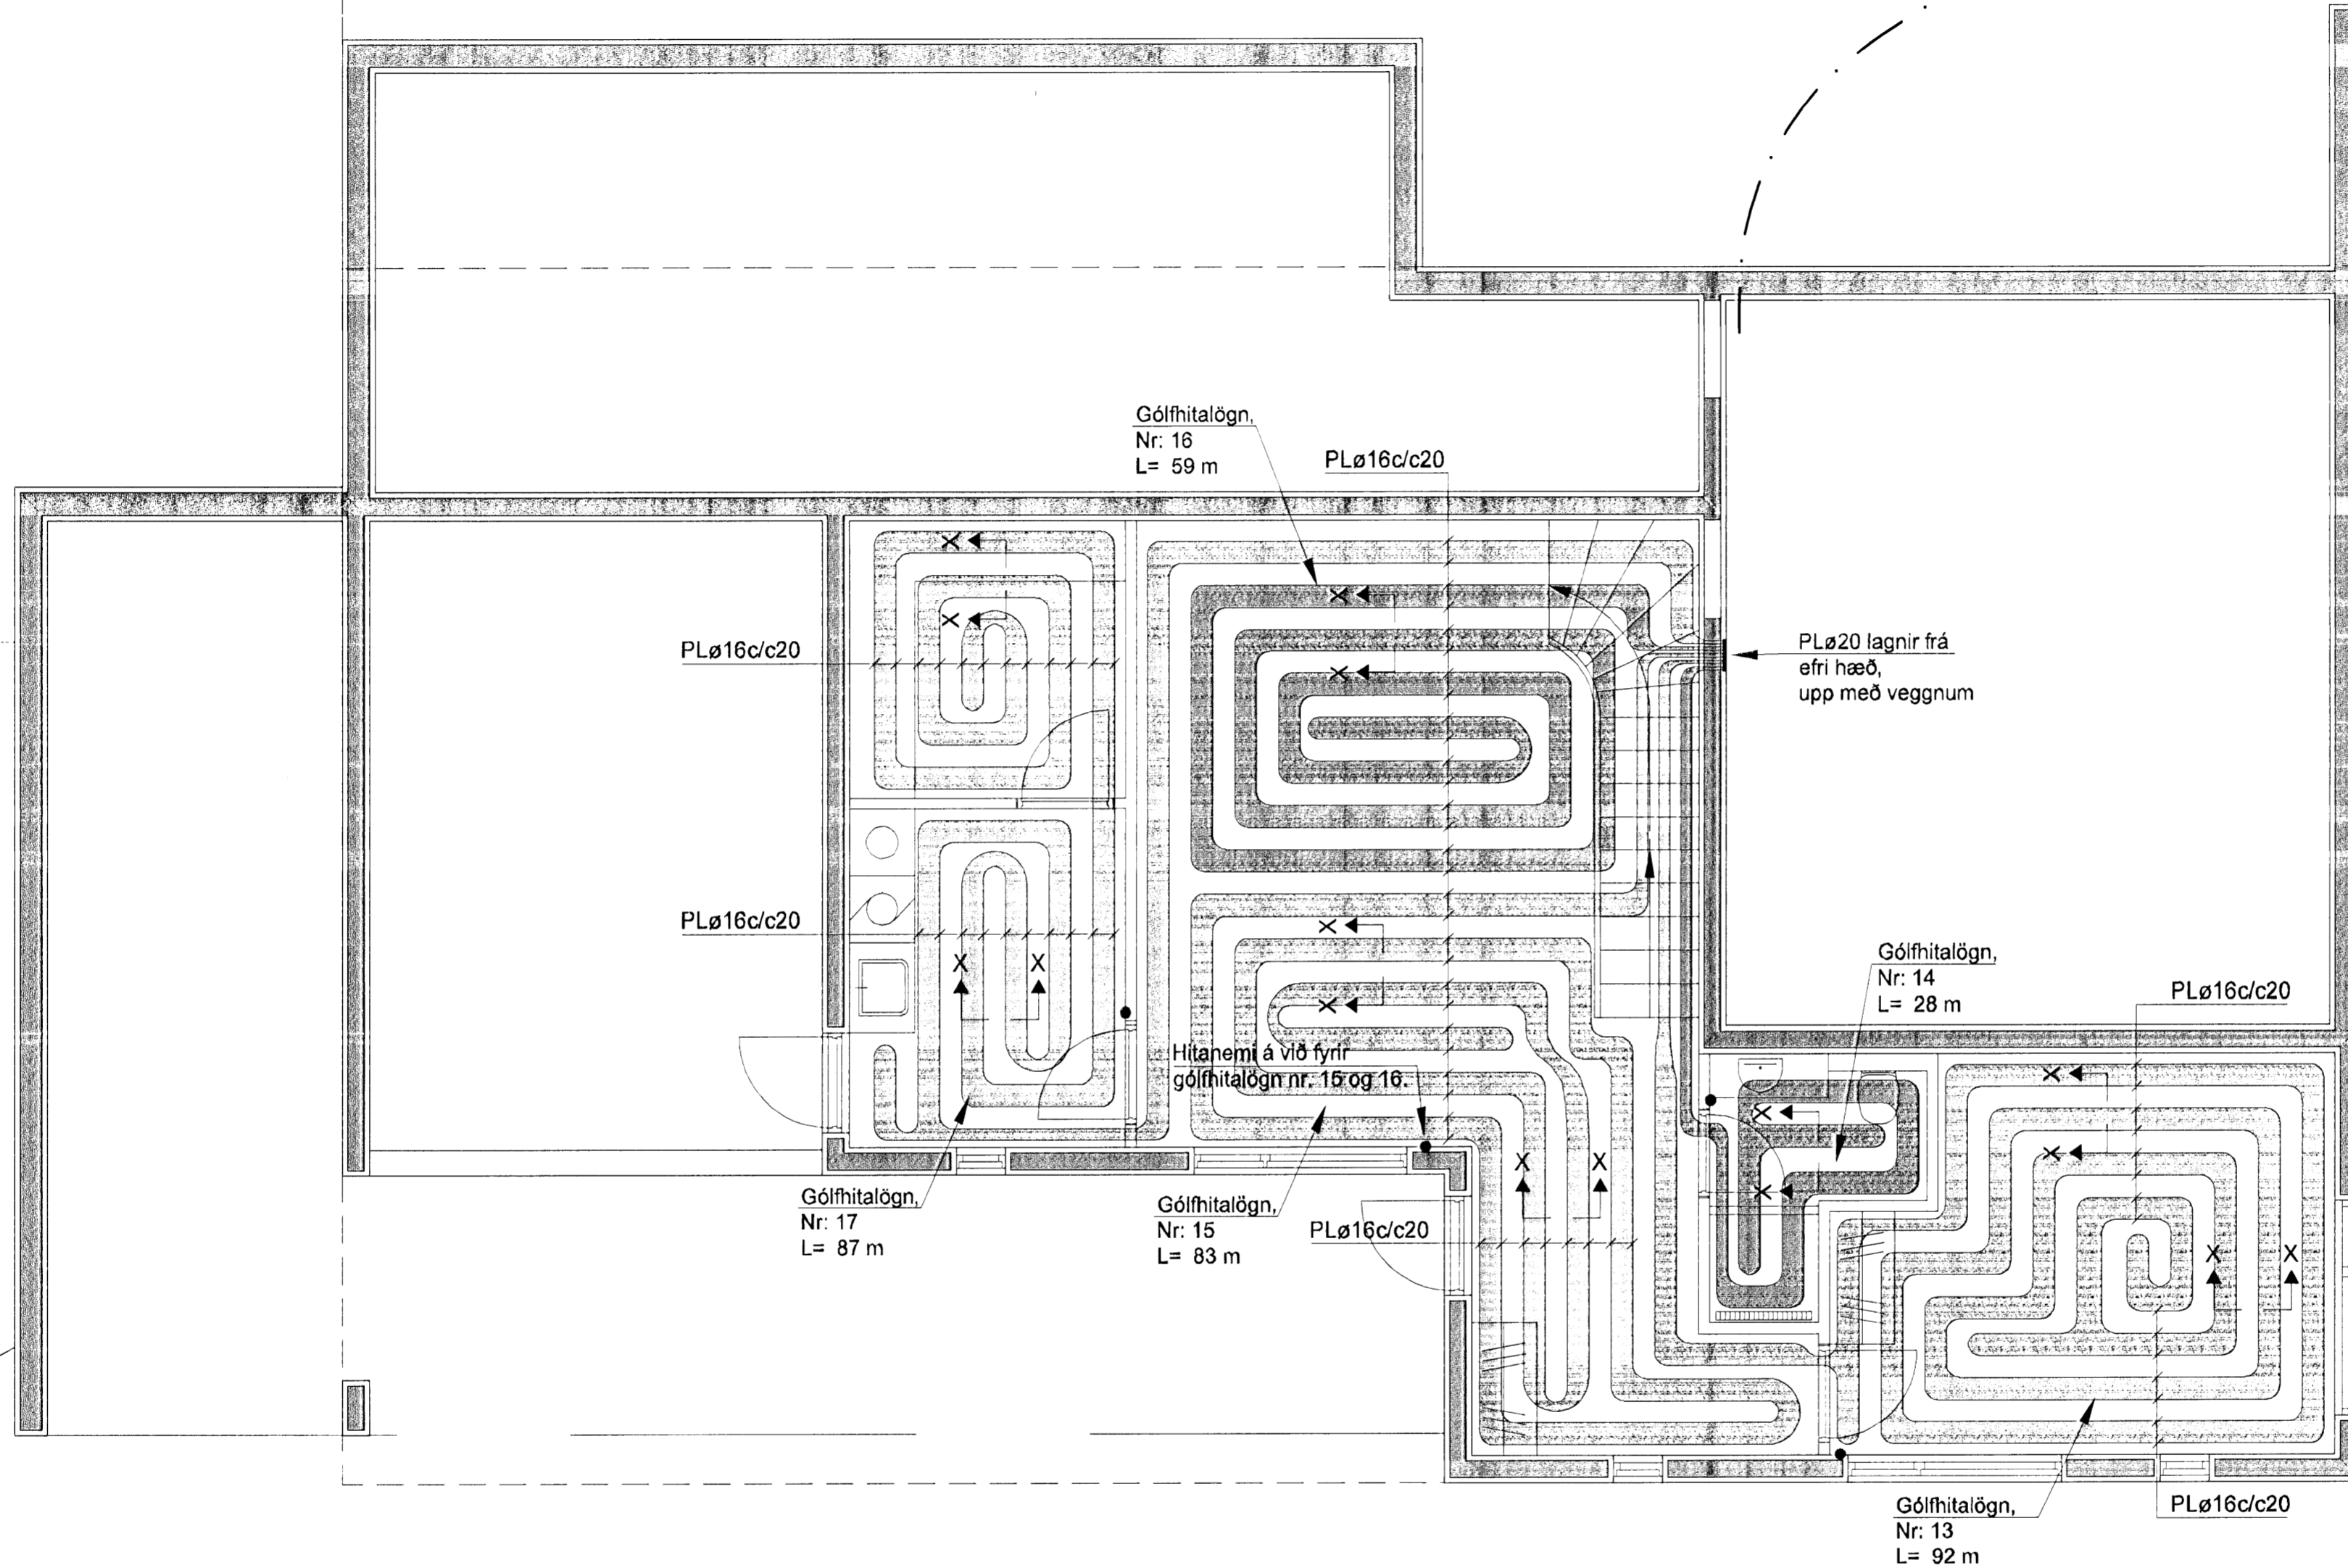 Gólfhitalögn,
Nr: 16
L= 59 m
PLø16c/c20
PLø16c/c20
PLø20 lagnir frá
efri hæð,
upp með veggnum
PLø16c/c20
Gólfhitalögn,
Nr: 14
L= 28 m
PLø16c/c20
Hitanemi á við fyrir
gólfhitalögn nr. 15 og 16.
Gólfhitalögn,
Nr: 17
L= 87 m
Gólfhitalögn,
Nr: 15
L= 83 m
PLø16c/c20
Gólfhitalögn,
Nr: 13
L= 92 m
PLø16c/c20